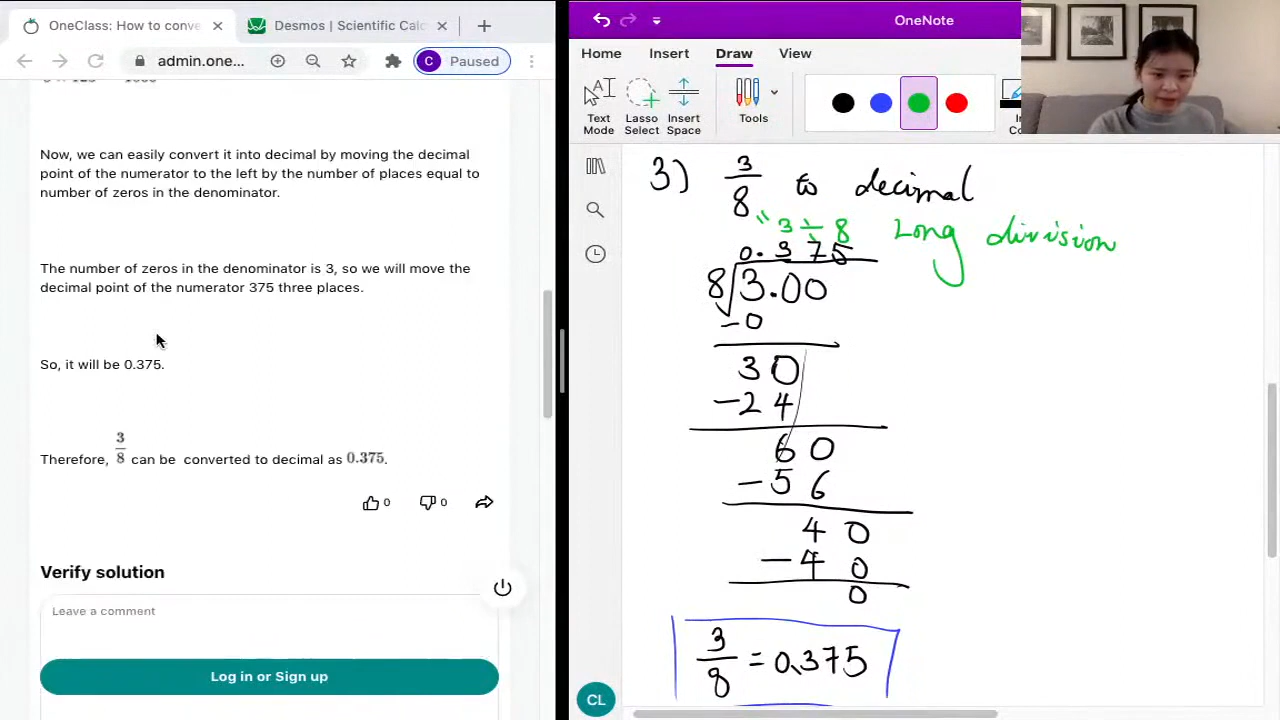 OneClass: How to conve
Desmos | Scientific Calc
admin.one...
C
Paused
Now, we can easily convert it into decimal by moving the decimal
point of the numerator to the left by the number of places equal to
number of zeros in the denominator.
The number of zeros in the denominator is 3, so we will move the
decimal point of the numerator 375 three places.
So, it will be 0.375.
3
Therefore, 8 can be converted to decimal as 0.375.
0
0
Verify solution
Leave a comment
Log in or Sign up
OneNote
Home
Insert
Draw
View
Text
Mode
Lasso
Select
Insert
Space
Tools
CL
3) 3/8 to decimal
" 3 ÷ 8 Long division
0.375
8 3.00
-0
30
-24
60
-56
40
-40
0
3/8 = 0.375